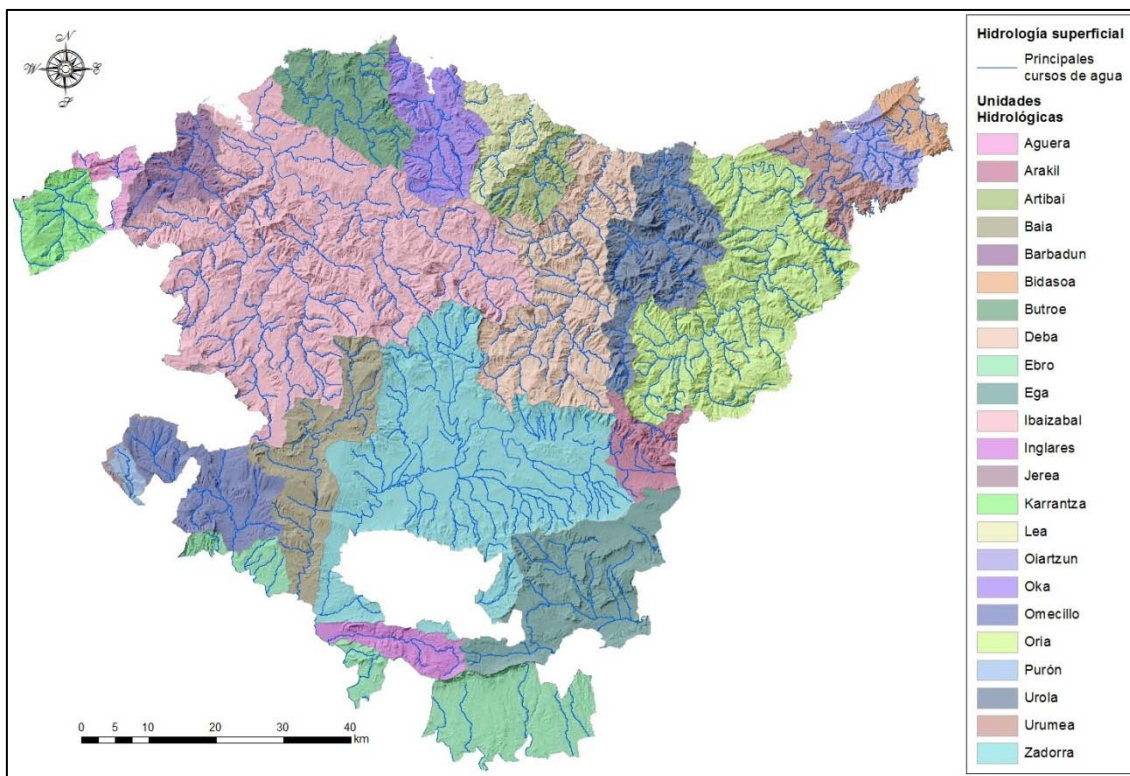 N
W E
S
Hidrología superficial
Principales
cursos de agua
Unidades
Hidrológicas
Aguera
Arakil
Artibai
Baia
Barbadun
Bidasoa
Butroe
Deba
Ebro
Ega
Ibaizabal
Inglares
Jerea
Karrantza
Lea
Oiartzun
Oka
Omecillo
Oria
Purón
Urola
Urumea
Zadorra
0 5 10 20 30 40
km